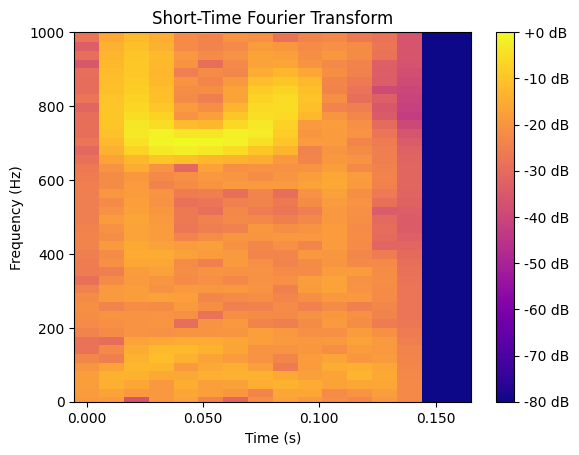 Short-Time Fourier Transform
1000
800
600
400
200
0
Frequency (Hz)
0.000
0.050
0.100
0.150
Time (s)
+0 dB
-10 dB
-20 dB
-30 dB
-40 dB
-50 dB
-60 dB
-70 dB
-80 dB